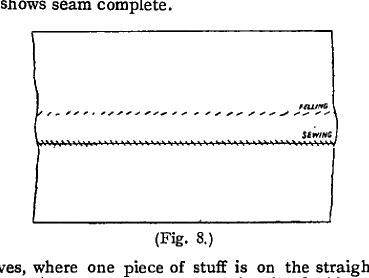 shows seam complete.
FELLING
SEWING
(Fig. 8.)
ves, where one piece of stuff is on the straigh